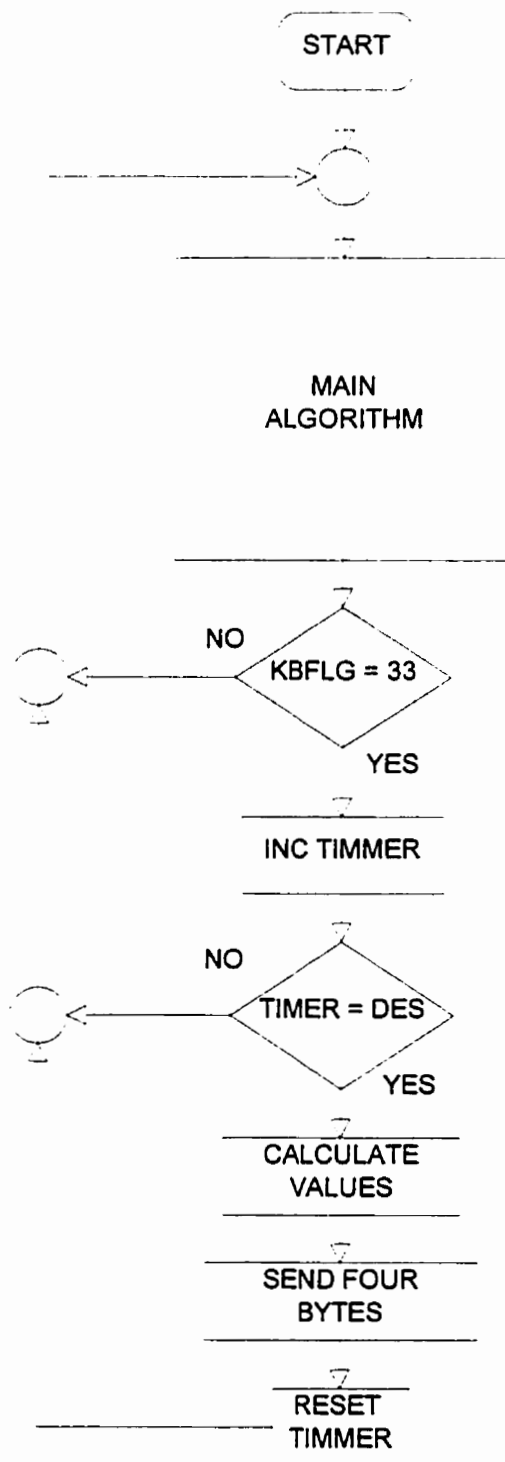 START
MAIN
ALGORITHM
NO
KBFLG = 33
YES
INC TIMMER
NO
TIMER = DES
YES
CALCULATE
VALUES
SEND FOUR
BYTES
RESET
TIMMER